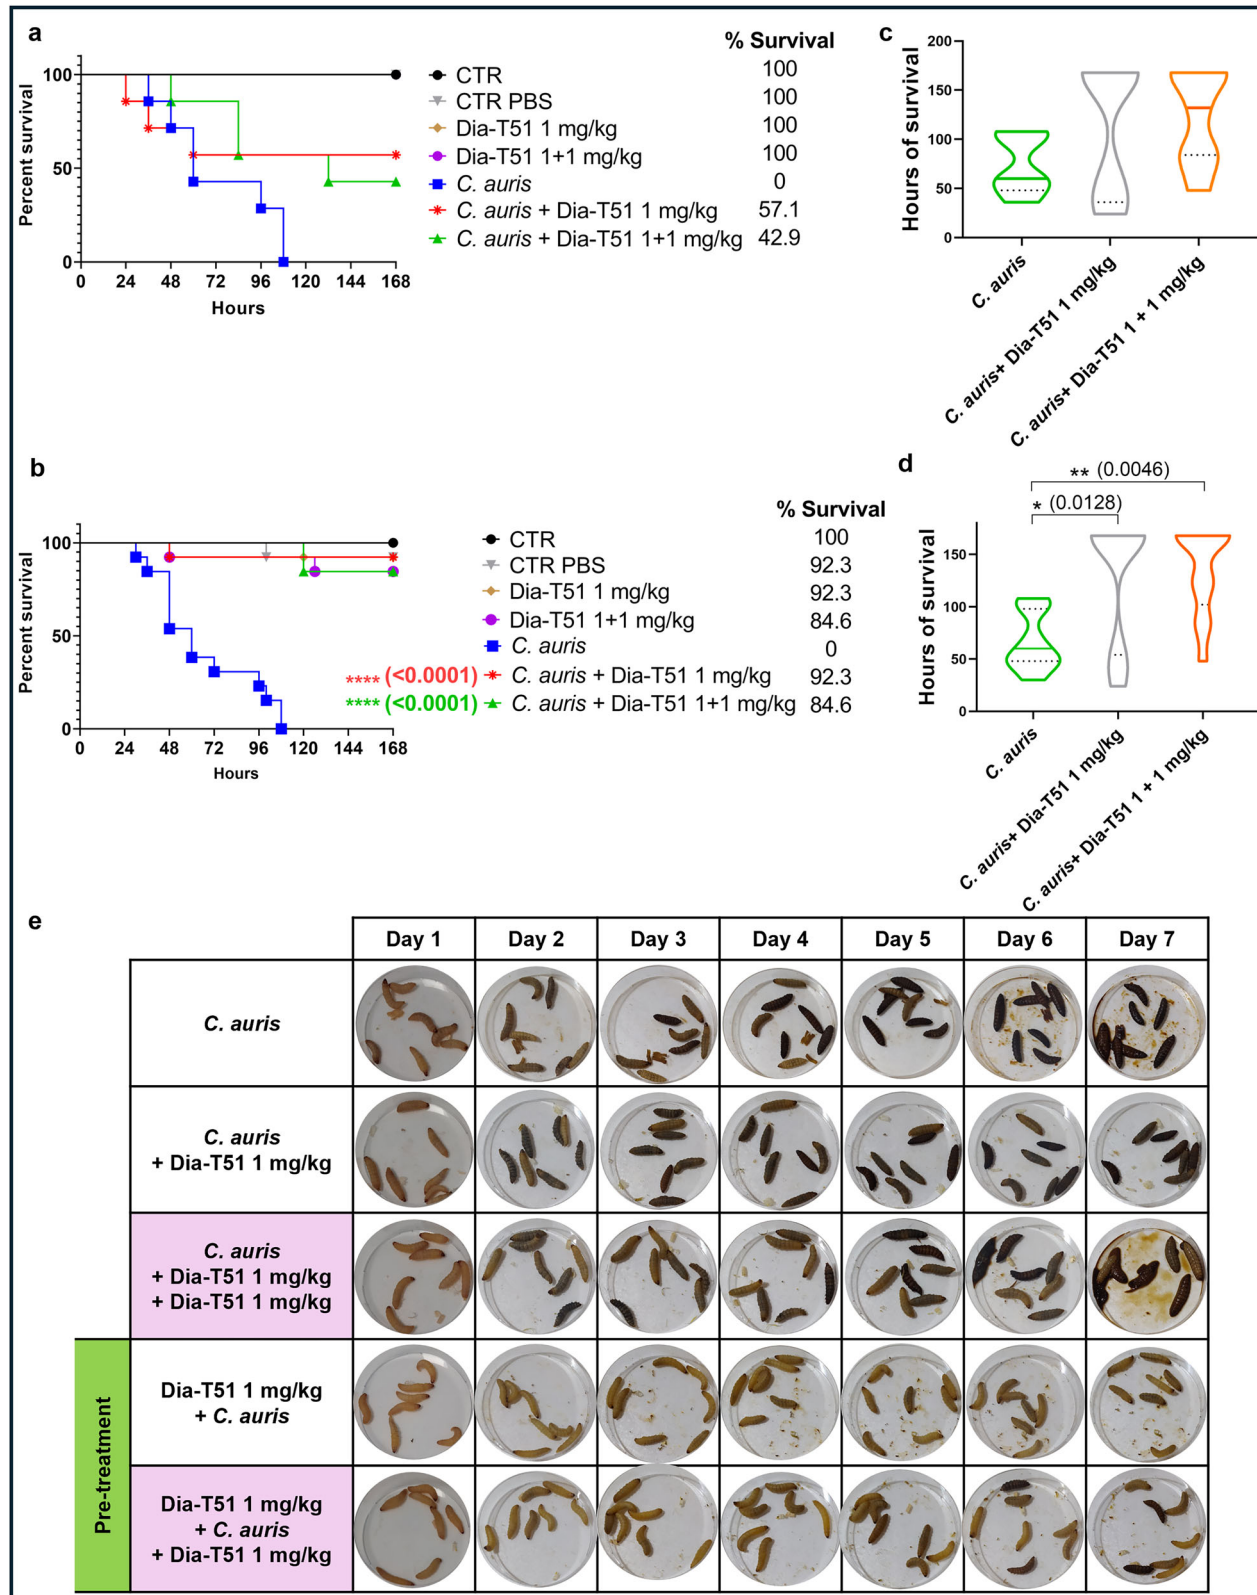 a
% Survival
CTR 100
CTR PBS 100
Dia-T51 1 mg/kg 100
Dia-T51 1+1 mg/kg 100
C. auris 0
C. auris + Dia-T51 1 mg/kg 57.1
C. auris + Dia-T51 1+1 mg/kg 42.9
Percent survival
100
50
0
0 24 48 72 96 120 144 168
Hours
c
Hours of survival
200
150
100
50
0
C. auris
C. auris+ Dia-T51 1 mg/kg
C. auris+ Dia-T51 1 + 1 mg/kg
b
% Survival
CTR 100
CTR PBS 92.3
Dia-T51 1 mg/kg 92.3
Dia-T51 1+1 mg/kg 84.6
C. auris 0
**** (<0.0001) C. auris + Dia-T51 1 mg/kg 92.3
**** (<0.0001) C. auris + Dia-T51 1+1 mg/kg 84.6
Percent survival
100
50
0
0 24 48 72 96 120 144 168
Hours
d
** (0.0046)
* (0.0128)
Hours of survival
150
100
50
0
C. auris
C. auris+ Dia-T51 1 mg/kg
C. auris+ Dia-T51 1 + 1 mg/kg
e
Day 1 Day 2 Day 3 Day 4 Day 5 Day 6 Day 7
C. auris
C. auris
+ Dia-T51 1 mg/kg
C. auris
+ Dia-T51 1 mg/kg
+ Dia-T51 1 mg/kg
Pre-treatment
Dia-T51 1 mg/kg
+ C. auris
Dia-T51 1 mg/kg
+ C. auris
+ Dia-T51 1 mg/kg